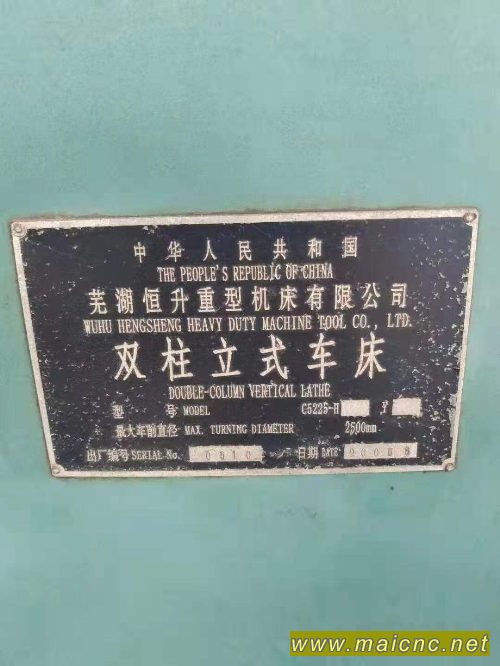 中华人民共和国
THE PEOPLE'S REPUBLIC OF CHINA
芜湖恒升重型机床有限公司
WUHU HENGSHENG HEAVY DUTY MACHINE TOOL CO., LTD.
双柱立式车床
DOUBLE-COLUMN VERTICAL LATHE
型 号 MODEL C5225-H
最大车削直径 MAX. TURNING DIAMETER 2500mm
出厂编号 SERIAL No. 日期 DATE
www.maicnc.net